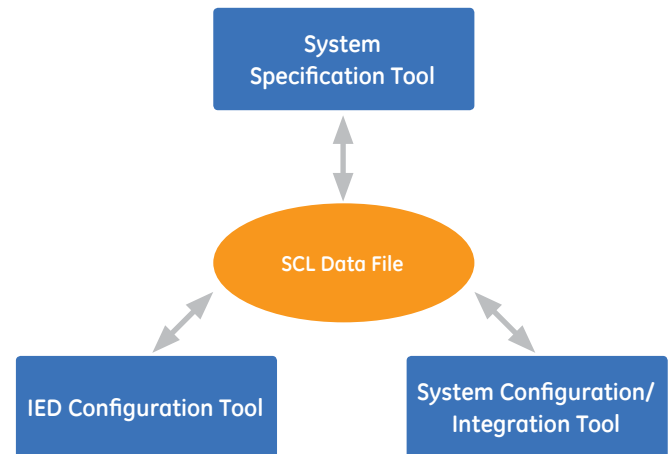 System
Specification Tool
SCL Data File
IED Configuration Tool
System Configuration/
Integration Tool